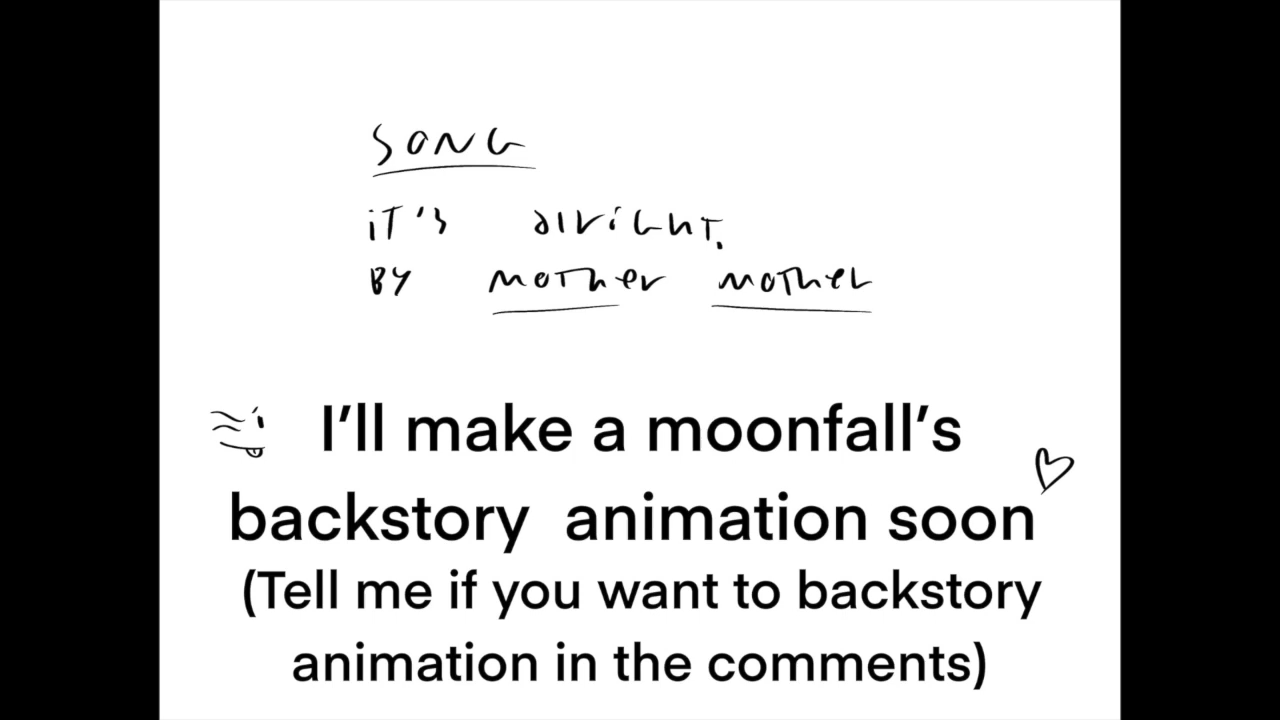 SONG
iT's alrigHT.
BY moTHer moTHer
I'll make a moonfall's
backstory animation soon
(Tell me if you want to backstory
animation in the comments)